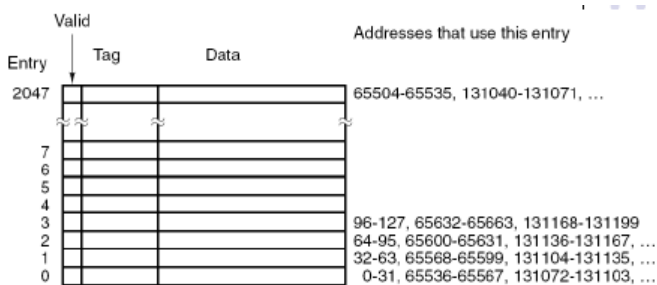 Valid
Addresses that use this entry
Entry
Tag
Data
2047
65504-65535, 131040-131071, …
7
6
5
4
3
96-127, 65632-65663, 131168-131199
2
64-95, 65600-65631, 131136-131167, …
1
32-63, 65568-65599, 131104-131135, …
0
0-31, 65536-65567, 131072-131103, …